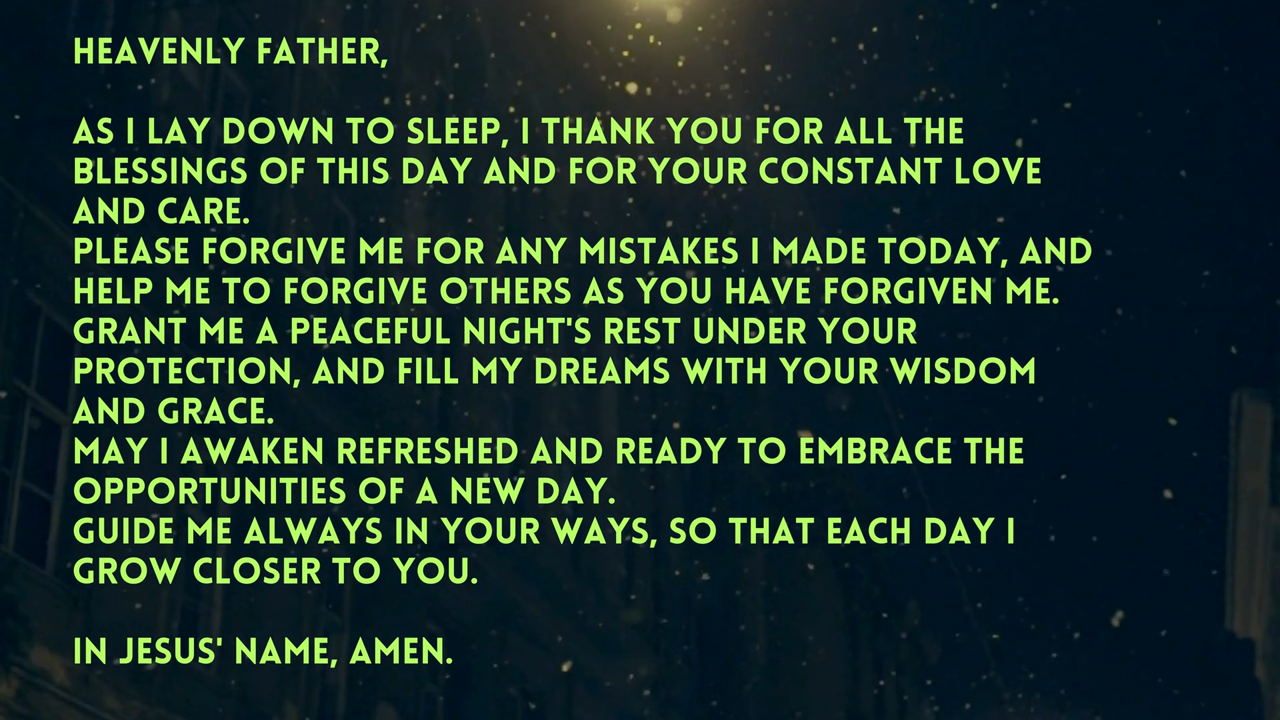 HEAVENLY FATHER,
AS I LAY DOWN TO SLEEP, I THANK YOU FOR ALL THE
BLESSINGS OF THIS DAY AND FOR YOUR CONSTANT LOVE
AND CARE.
PLEASE FORGIVE ME FOR ANY MISTAKES I MADE TODAY, AND
HELP ME TO FORGIVE OTHERS AS YOU HAVE FORGIVEN ME.
GRANT ME A PEACEFUL NIGHT'S REST UNDER YOUR
PROTECTION, AND FILL MY DREAMS WITH YOUR WISDOM
AND GRACE.
MAY I AWAKEN REFRESHED AND READY TO EMBRACE THE
OPPORTUNITIES OF A NEW DAY.
GUIDE ME ALWAYS IN YOUR WAYS, SO THAT EACH DAY I
GROW CLOSER TO YOU.
IN JESUS' NAME, AMEN.